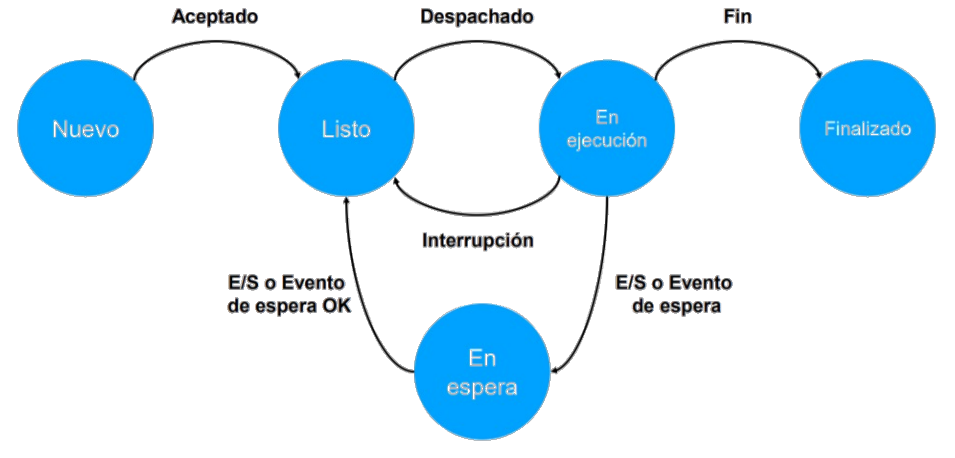 Aceptado
Despachado
Fin
Nuevo
Listo
En
ejecución
Finalizado
Interrupción
E/S o Evento
de espera OK
E/S o Evento
de espera
En
espera